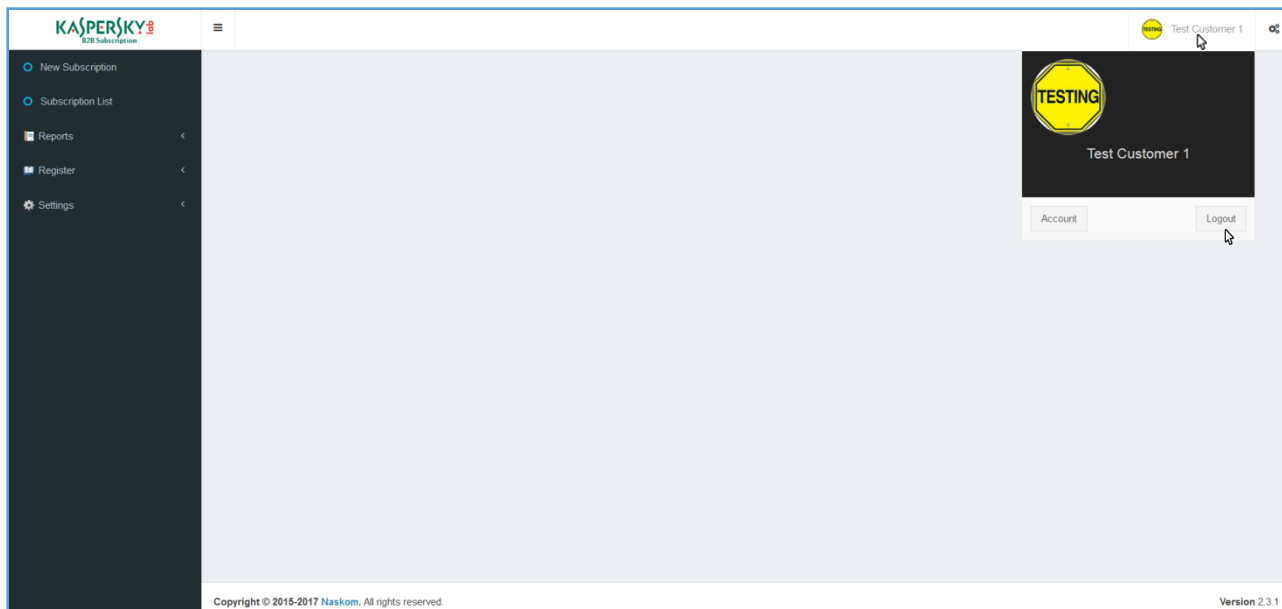 KASPERSKY lab
B2B Subscription
TESTING Test Customer 1
New Subscription
Subscription List
Reports
Register
Settings
TESTING
Test Customer 1
Account Logout
Copyright © 2015-2017 Naskom. All rights reserved. Version 2.3.1